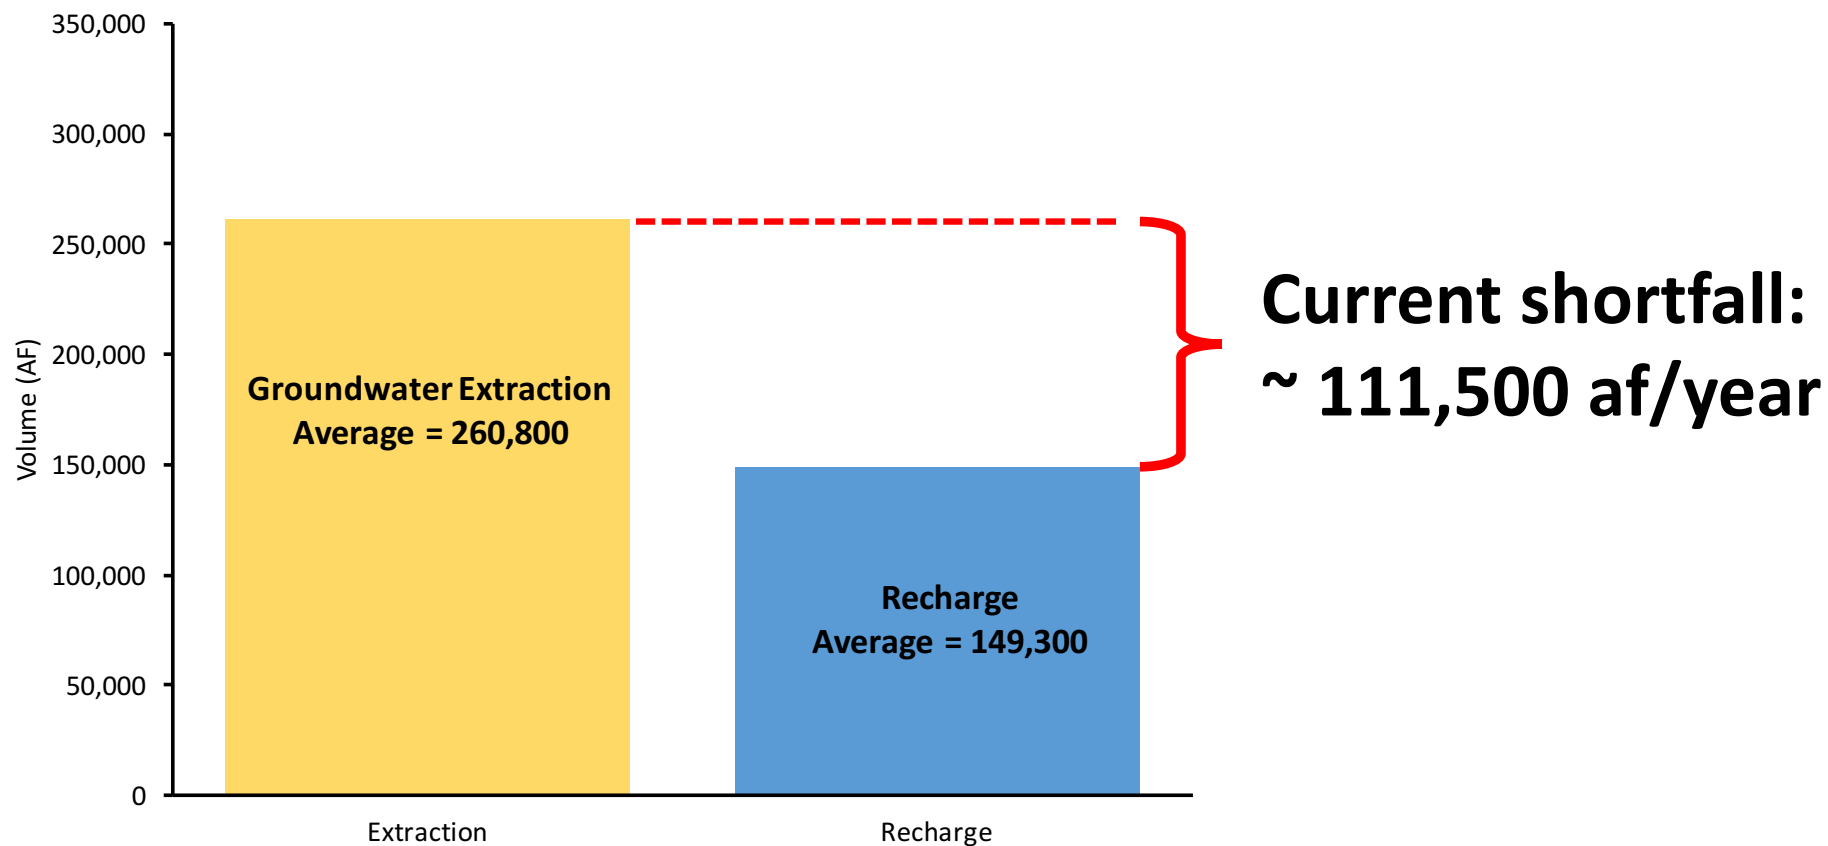 350,000
300,000
250,000
200,000
150,000
100,000
50,000
0
Volume (AF)
Groundwater Extraction
Average = 260,800
Recharge
Average = 149,300
Current shortfall:
~ 111,500 af/year
Extraction
Recharge